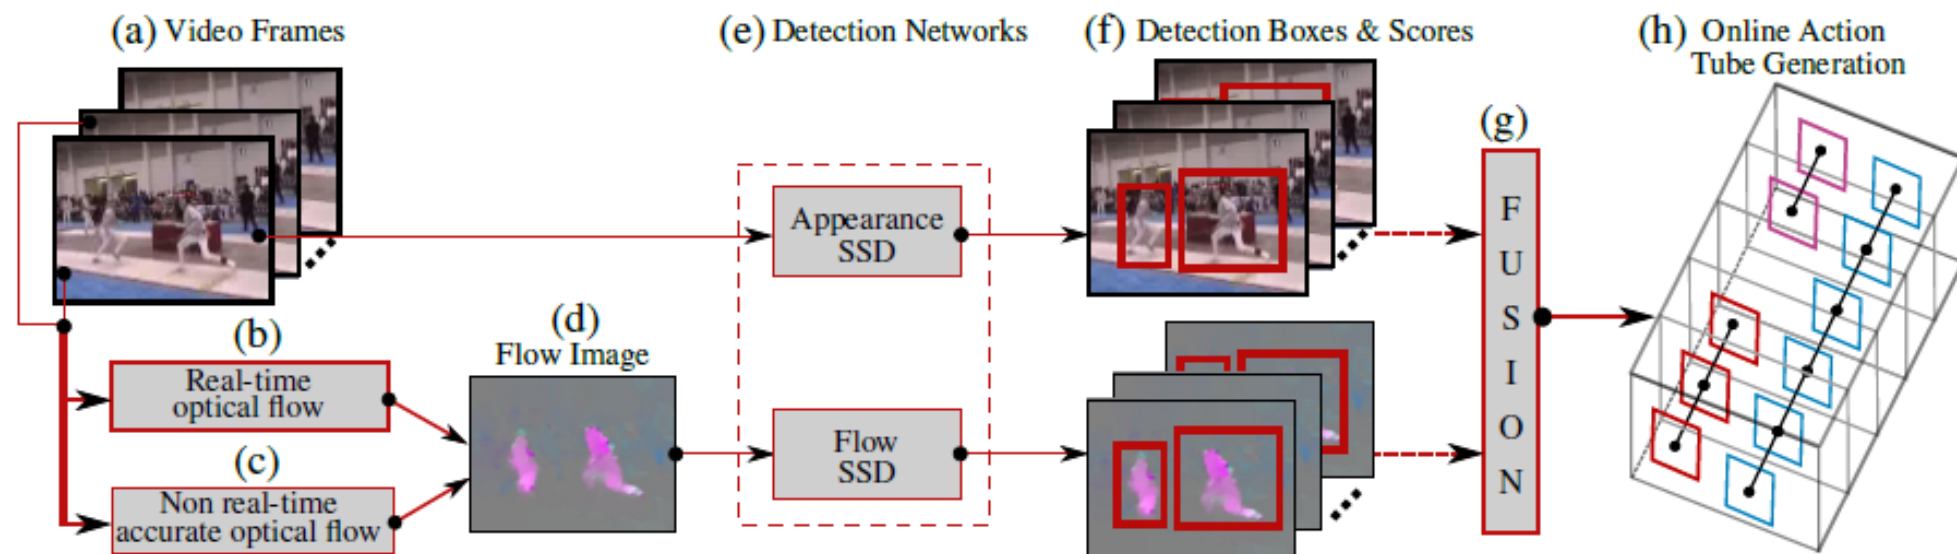 (a) Video Frames
(e) Detection Networks
(f) Detection Boxes & Scores
(h) Online Action
Tube Generation
(g)
Appearance
SSD
F
U
S
I
O
N
(b)
Real-time
optical flow
(c)
Non real-time
accurate optical flow
(d)
Flow Image
Flow
SSD